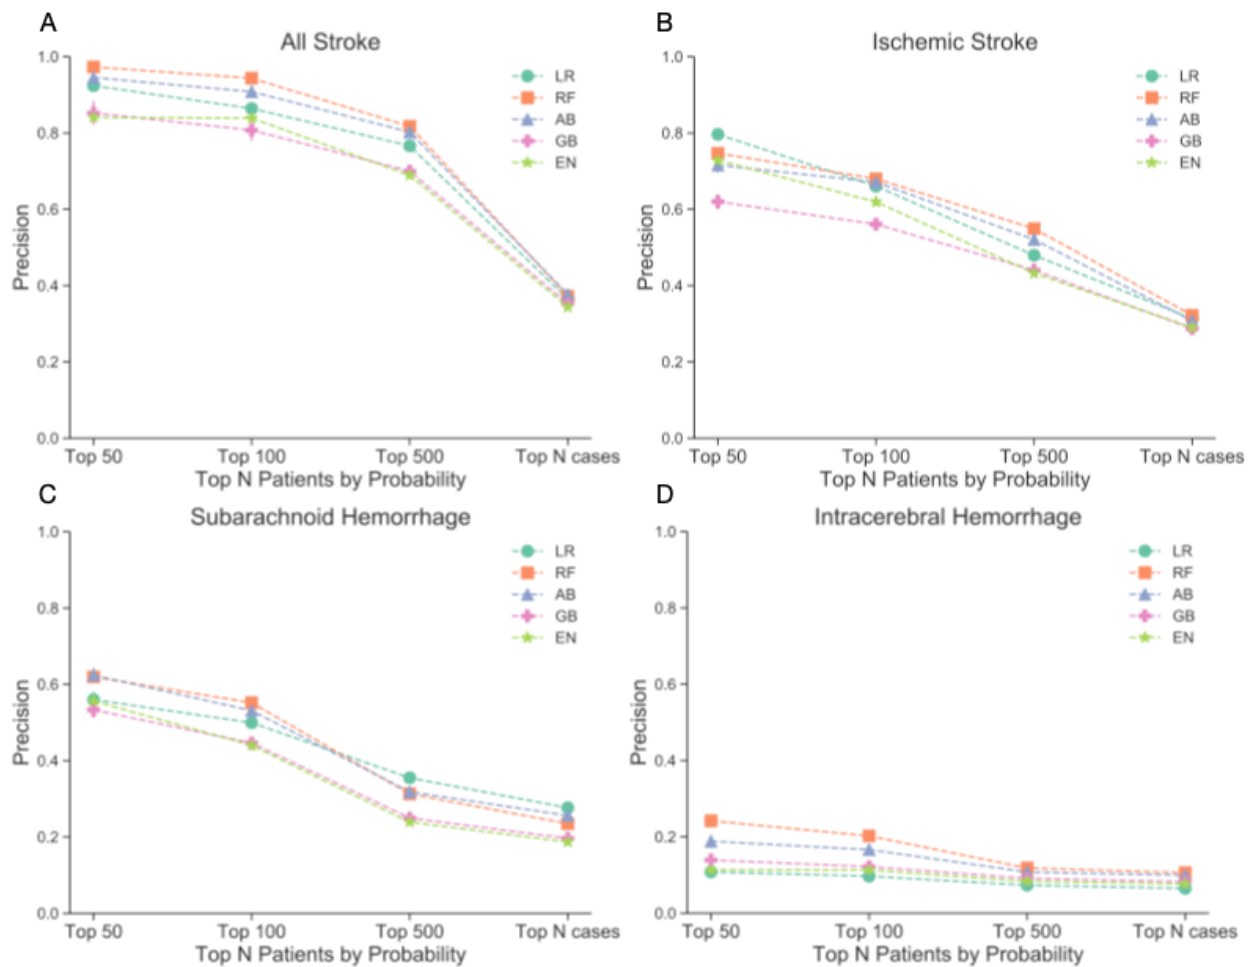 A
All Stroke
1.0
0.8
0.6
0.4
0.2
0.0
Precision
LR
RF
AB
GB
EN
Top 50 Top 100 Top 500 Top N cases
Top N Patients by Probability
B
Ischemic Stroke
1.0
0.8
0.6
0.4
0.2
0.0
Precision
LR
RF
AB
GB
EN
Top 50 Top 100 Top 500 Top N cases
Top N Patients by Probability
C
Subarachnoid Hemorrhage
1.0
0.8
0.6
0.4
0.2
0.0
Precision
LR
RF
AB
GB
EN
Top 50 Top 100 Top 500 Top N cases
Top N Patients by Probability
D
Intracerebral Hemorrhage
1.0
0.8
0.6
0.4
0.2
0.0
Precision
LR
RF
AB
GB
EN
Top 50 Top 100 Top 500 Top N cases
Top N Patients by Probability